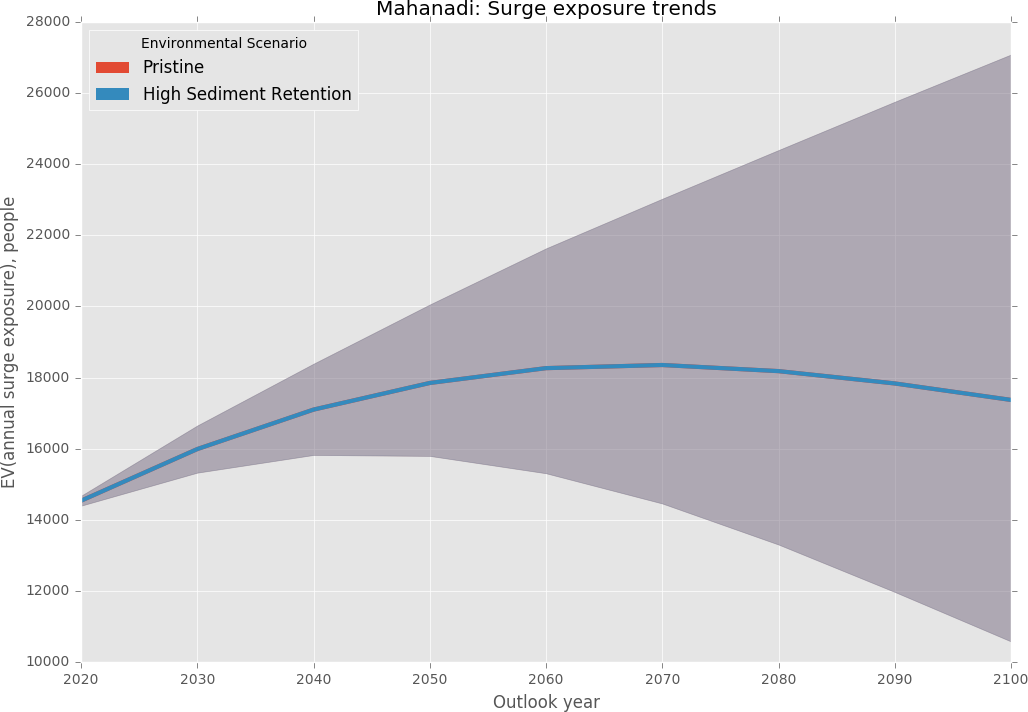 Mahanadi: Surge exposure trends
28000
26000
24000
22000
20000
18000
16000
14000
12000
10000
EV(annual surge exposure), people
Environmental Scenario
Pristine
High Sediment Retention
2020 2030 2040 2050 2060 2070 2080 2090 2100
Outlook year